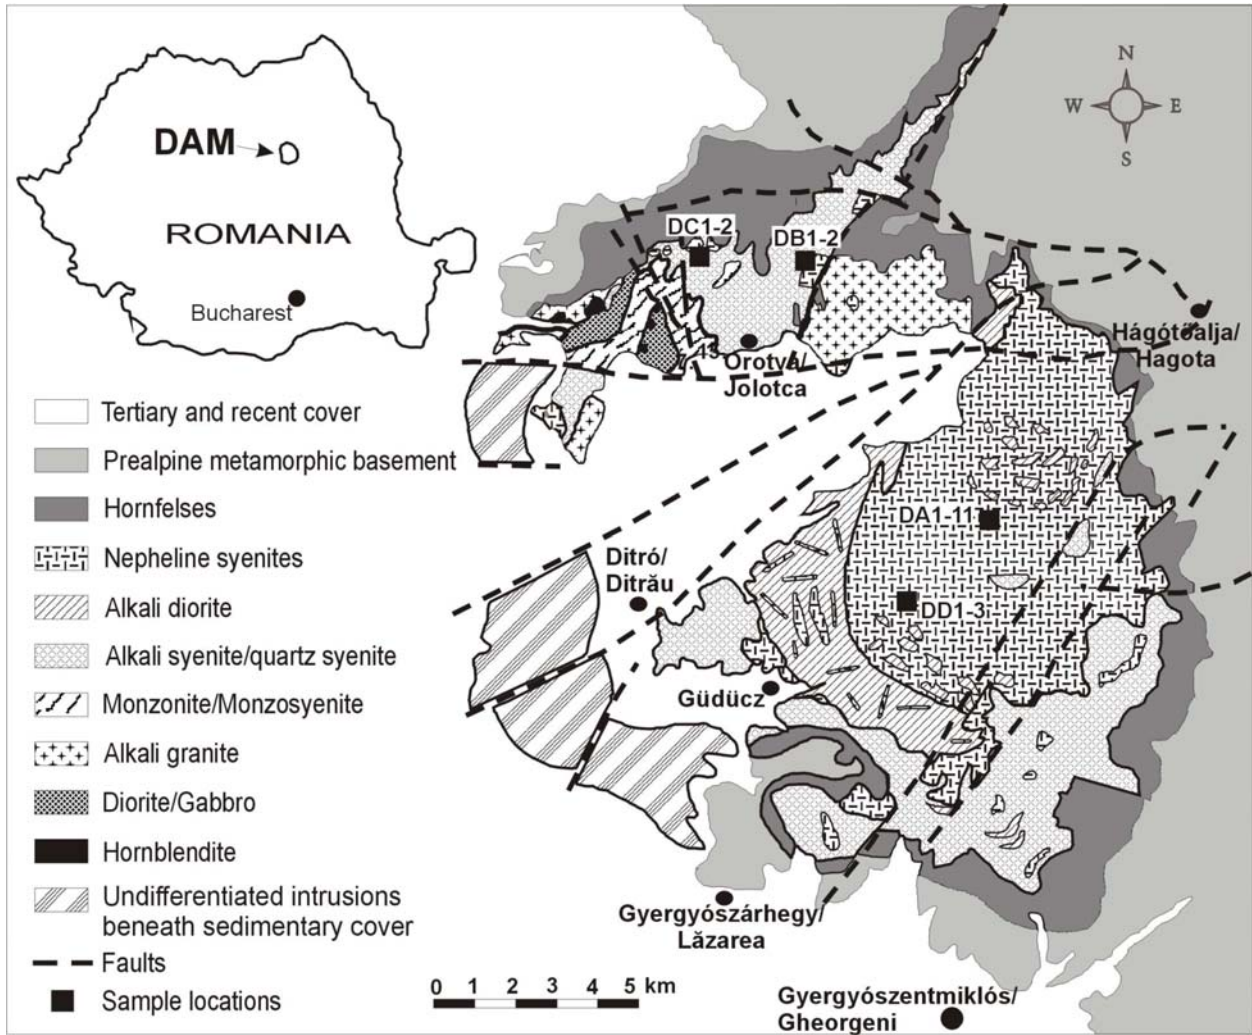 N
W E
S
DAM
ROMANIA
Bucharest
DC1-2
DB1-2
Orotva/
Jolotca
Hágótőalja/
Hagota
DA1-11
DD1-3
Ditró/
Ditrău
Güdücz
Gyergyószárhegy/
Lăzarea
Gyergyószentmiklós/
Gheorgeni
Tertiary and recent cover
Prealpine metamorphic basement
Hornfelses
Nepheline syenites
Alkali diorite
Alkali syenite/quartz syenite
Monzonite/Monzosyenite
Alkali granite
Diorite/Gabbro
Hornblendite
Undifferentiated intrusions
beneath sedimentary cover
Faults
Sample locations
0 1 2 3 4 5 km